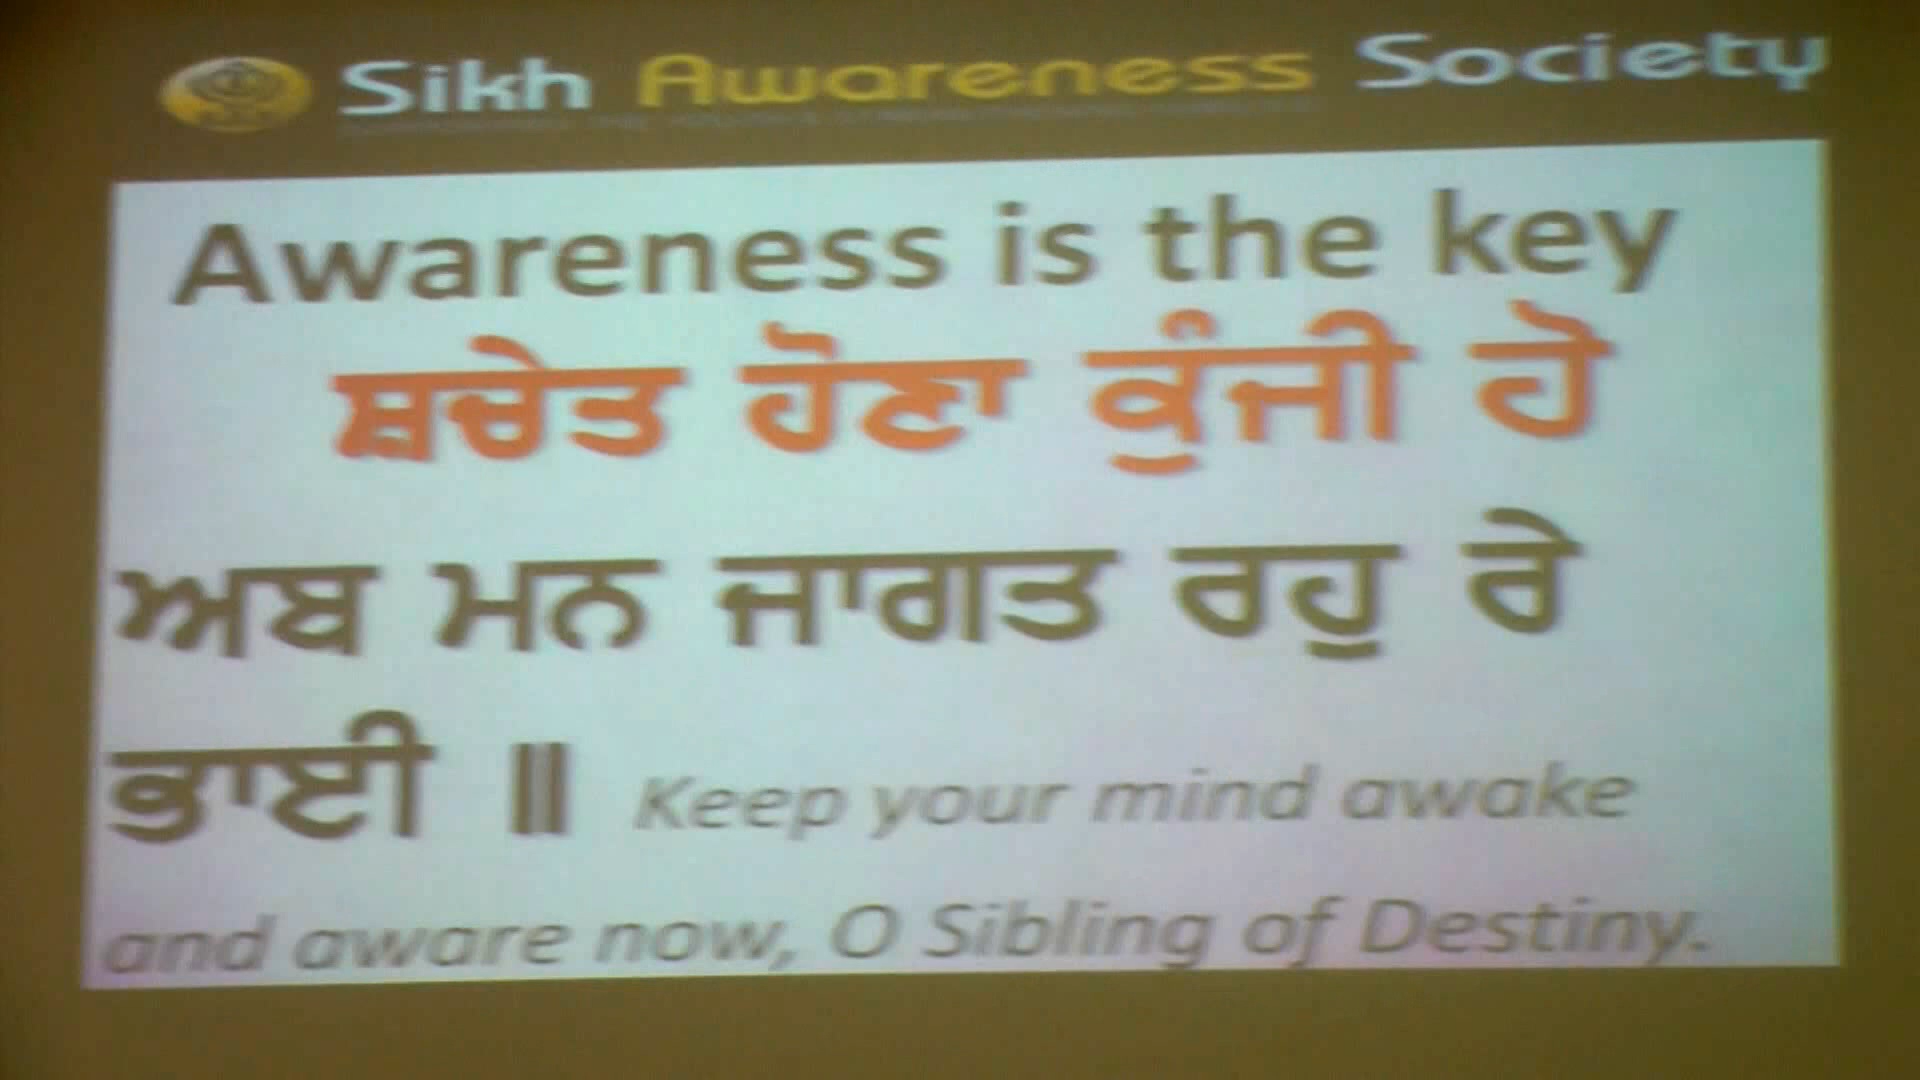 Sikh Awareness Society
Awareness is the key
ਸ਼ਚੇਤ ਹੋਣਾ ਕੁੰਜੀ ਹੋ
ਅਬ ਮਨ ਜਾਗਤ ਰਹੁ ਰੇ
ਭਾਈ ॥ Keep your mind awake
and aware now, O Sibling of Destiny.